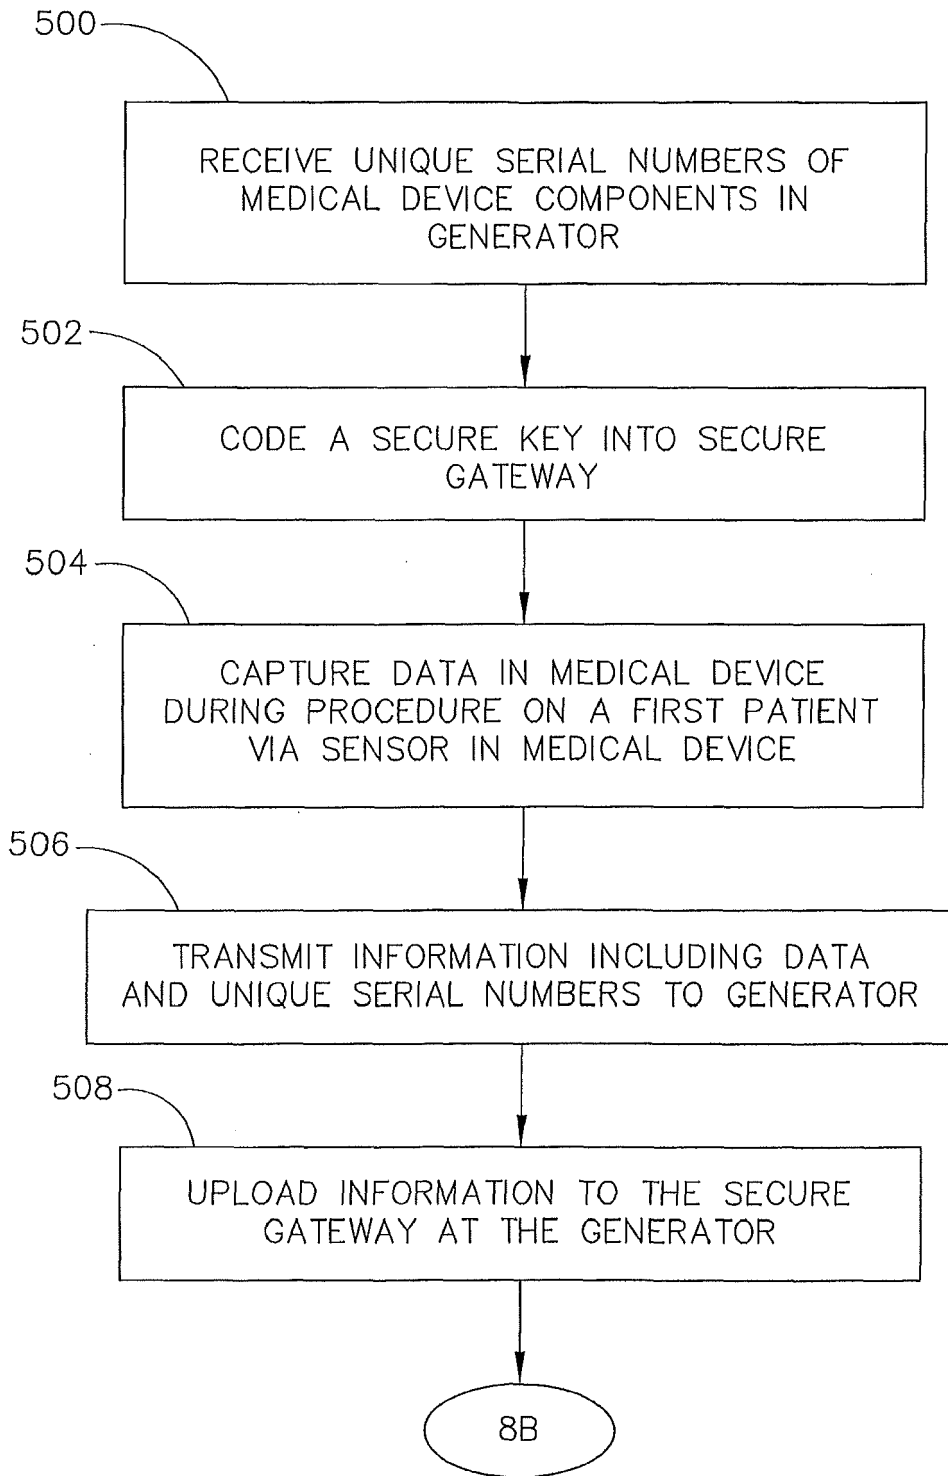 500
RECEIVE UNIQUE SERIAL NUMBERS OF
MEDICAL DEVICE COMPONENTS IN
GENERATOR
502
CODE A SECURE KEY INTO SECURE
GATEWAY
504
CAPTURE DATA IN MEDICAL DEVICE
DURING PROCEDURE ON A FIRST PATIENT
VIA SENSOR IN MEDICAL DEVICE
506
TRANSMIT INFORMATION INCLUDING DATA
AND UNIQUE SERIAL NUMBERS TO GENERATOR
508
UPLOAD INFORMATION TO THE SECURE
GATEWAY AT THE GENERATOR
8B